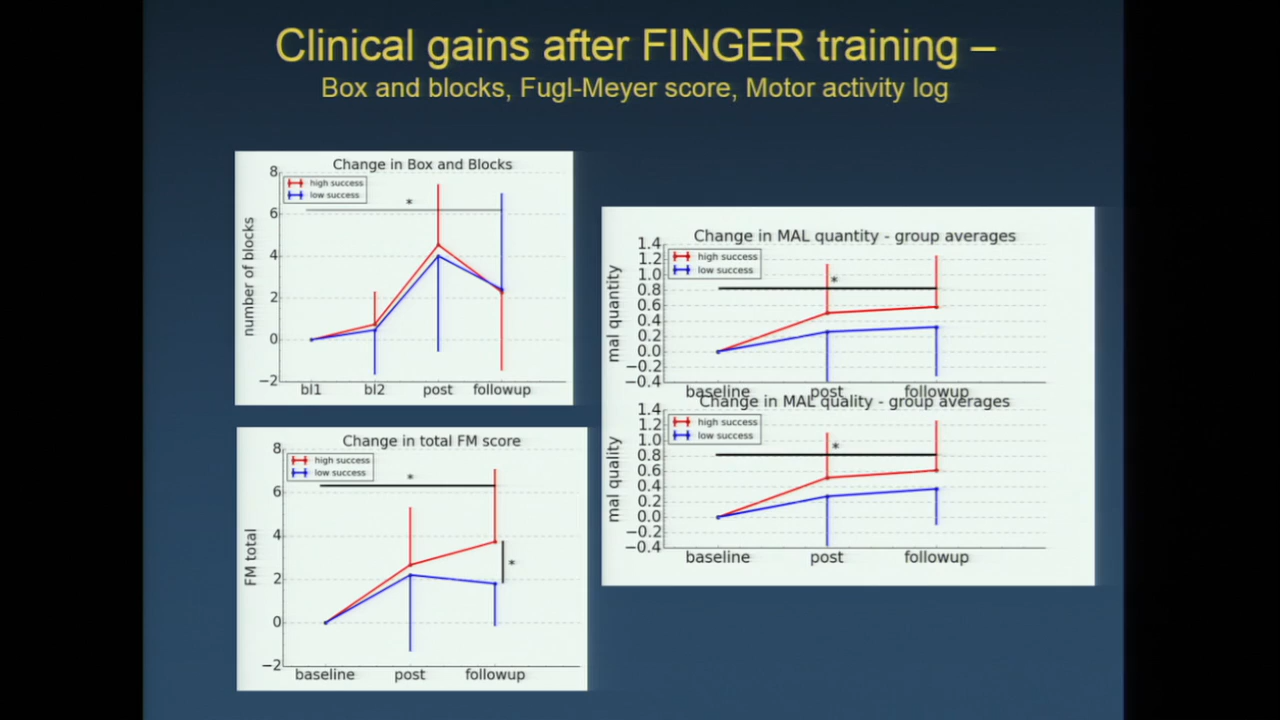 Clinical gains after FINGER training –
Box and blocks, Fugl-Meyer score, Motor activity log
Change in Box and Blocks
high success
low success
*
number of blocks
8
6
4
2
0
−2
bl1 bl2 post followup
Change in total FM score
high success
low success
*
*
FM total
8
6
4
2
0
−2
baseline post followup
Change in MAL quantity - group averages
high success
low success
*
mal quantity
1.4
1.2
1.0
0.8
0.6
0.4
0.2
0.0
−0.2
−0.4
baseline post followup
Change in MAL quality - group averages
high success
low success
*
mal quality
1.4
1.2
1.0
0.8
0.6
0.4
0.2
0.0
−0.2
−0.4
baseline post followup